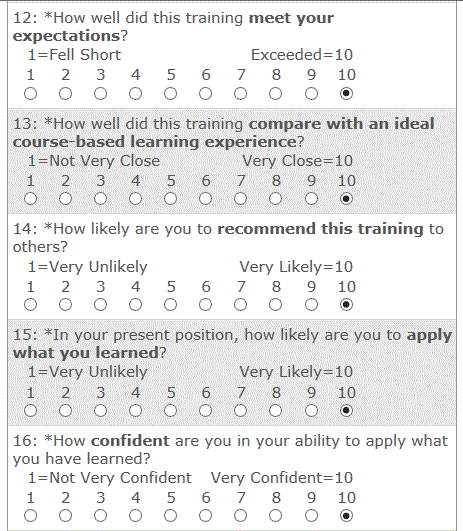 12: *How well did this training meet your
expectations?
1=Fell Short Exceeded=10
1 2 3 4 5 6 7 8 9 10
13: *How well did this training compare with an ideal
course-based learning experience?
1=Not Very Close Very Close=10
1 2 3 4 5 6 7 8 9 10
14: *How likely are you to recommend this training to
others?
1=Very Unlikely Very Likely=10
1 2 3 4 5 6 7 8 9 10
15: *In your present position, how likely are you to apply
what you learned?
1=Very Unlikely Very Likely=10
1 2 3 4 5 6 7 8 9 10
16: *How confident are you in your ability to apply what
you have learned?
1=Not Very Confident Very Confident=10
1 2 3 4 5 6 7 8 9 10